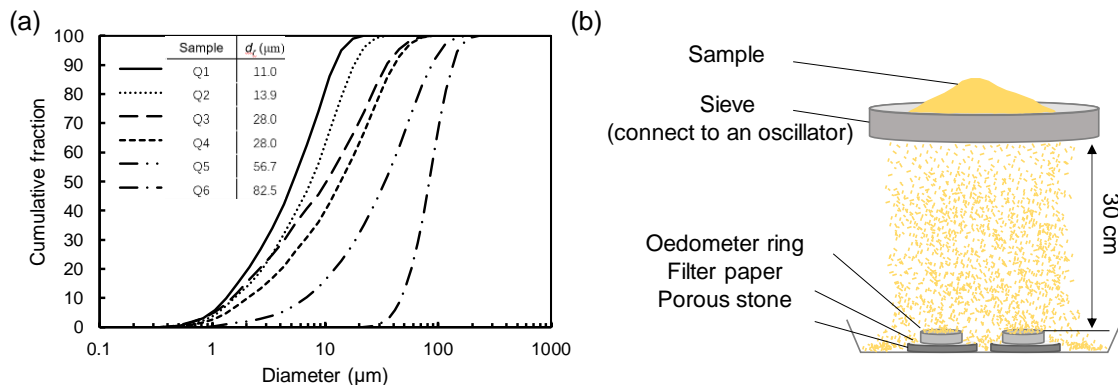 (a)
100
90
80
70
60
50
40
30
20
10
0
Cumulative fraction
Sample df (μm)
Q1 11.0
Q2 13.9
Q3 28.0
Q4 28.0
Q5 56.7
Q6 82.5
0.1 1 10 100 1000
Diameter (μm)
(b)
Sample
Sieve
(connect to an oscillator)
30 cm
Oedometer ring
Filter paper
Porous stone